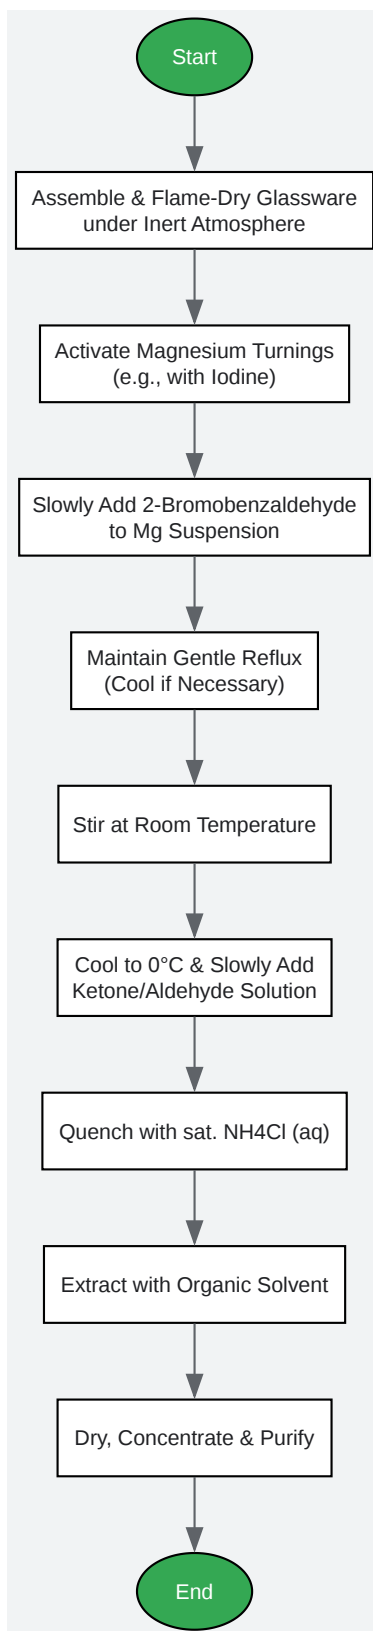 Start
Assemble & Flame-Dry Glassware
under Inert Atmosphere
Activate Magnesium Turnings
(e.g., with Iodine)
Slowly Add 2-Bromobenzaldehyde
to Mg Suspension
Maintain Gentle Reflux
(Cool if Necessary)
Stir at Room Temperature
Cool to 0°C & Slowly Add
Ketone/Aldehyde Solution
Quench with sat. NH4Cl (aq)
Extract with Organic Solvent
Dry, Concentrate & Purify
End